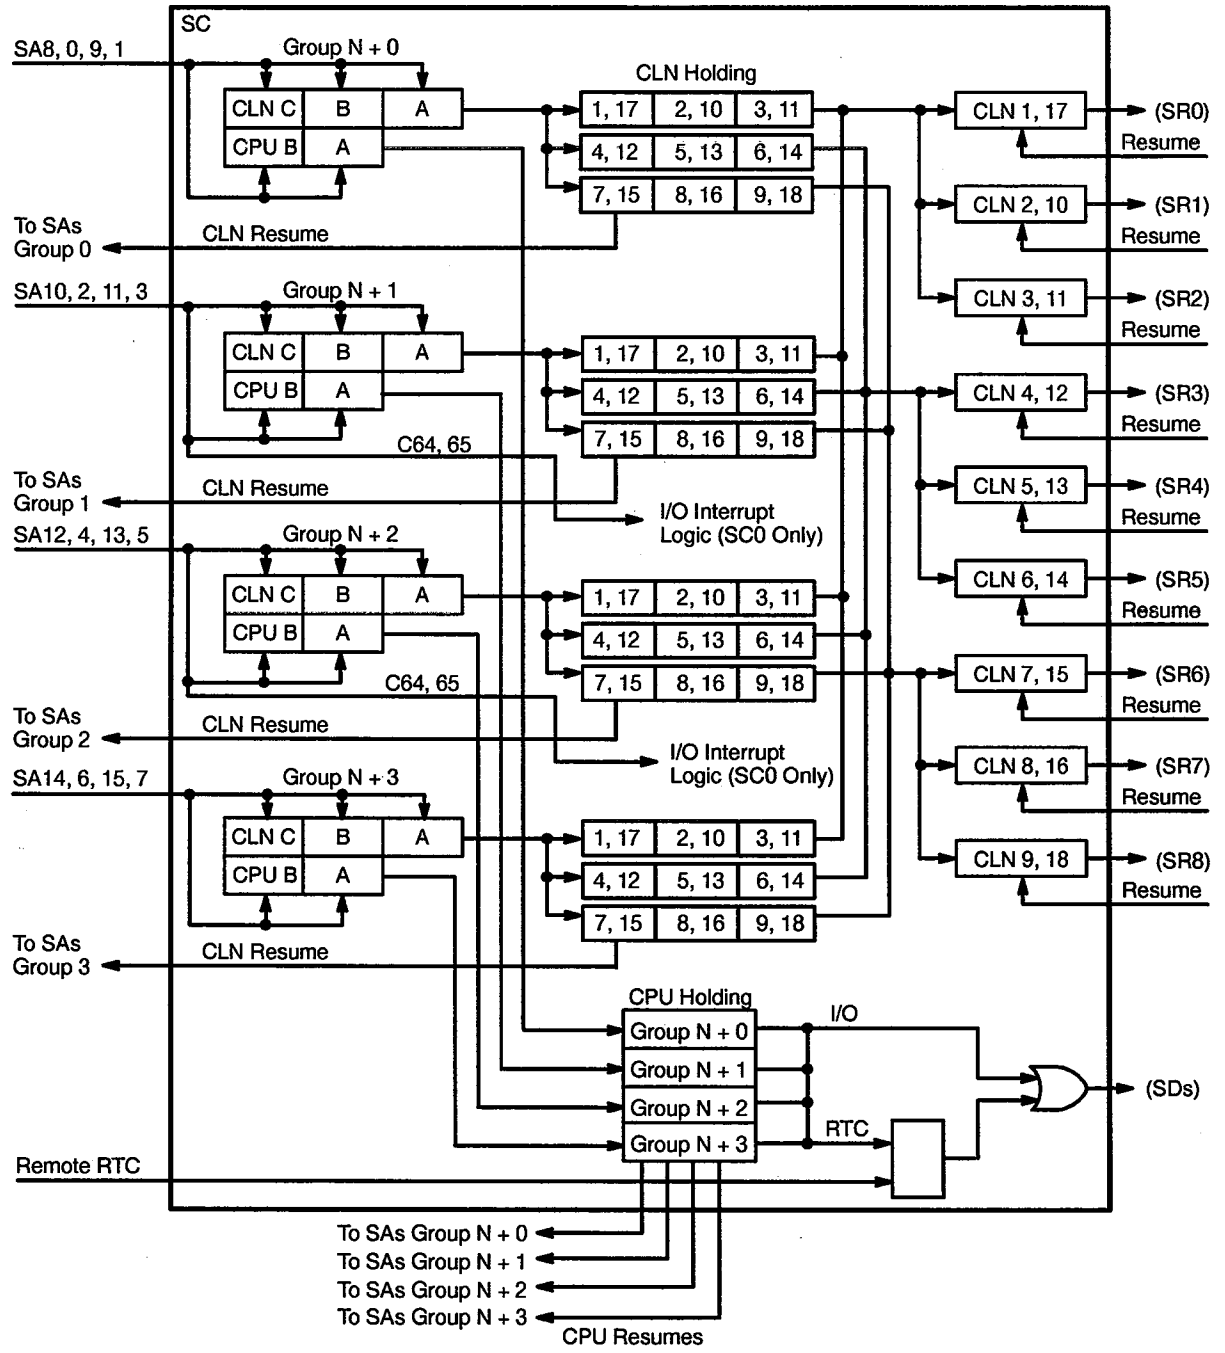 SC
SA8, 0, 9, 1
Group N + 0
CLN Holding
CLN C B A
CPU B A
1, 17 2, 10 3, 11
4, 12 5, 13 6, 14
7, 15 8, 16 9, 18
CLN 1, 17
(SR0)
Resume
CLN 2, 10
(SR1)
Resume
To SAs
Group 0
CLN Resume
SA10, 2, 11, 3
Group N + 1
CLN 3, 11
(SR2)
Resume
CLN C B A
CPU B A
1, 17 2, 10 3, 11
4, 12 5, 13 6, 14
7, 15 8, 16 9, 18
CLN 4, 12
(SR3)
Resume
C64, 65
To SAs
Group 1
CLN Resume
I/O Interrupt
Logic (SC0 Only)
CLN 5, 13
(SR4)
Resume
SA12, 4, 13, 5
Group N + 2
CLN C B A
CPU B A
1, 17 2, 10 3, 11
4, 12 5, 13 6, 14
7, 15 8, 16 9, 18
CLN 6, 14
(SR5)
Resume
C64, 65
CLN 7, 15
(SR6)
Resume
To SAs
Group 2
CLN Resume
I/O Interrupt
Logic (SC0 Only)
CLN 8, 16
(SR7)
Resume
SA14, 6, 15, 7
Group N + 3
CLN C B A
CPU B A
1, 17 2, 10 3, 11
4, 12 5, 13 6, 14
7, 15 8, 16 9, 18
CLN 9, 18
(SR8)
Resume
To SAs
Group 3
CLN Resume
CPU Holding
Group N + 0
Group N + 1
Group N + 2
Group N + 3
I/O
RTC
(SDs)
Remote RTC
To SAs Group N + 0
To SAs Group N + 1
To SAs Group N + 2
To SAs Group N + 3
CPU Resumes